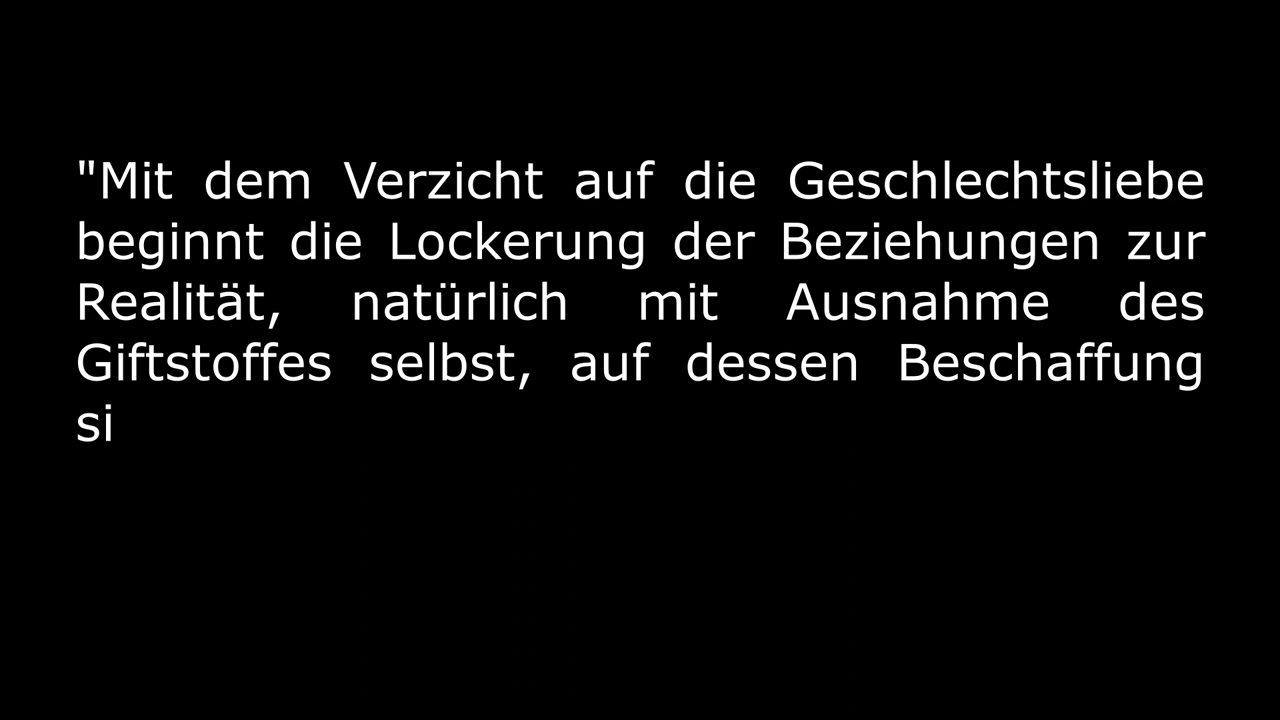 "Mit dem Verzicht auf die Geschlechtsliebe
beginnt die Lockerung der Beziehungen zur
Realität, natürlich mit Ausnahme des
Giftstoffes selbst, auf dessen Beschaffung
si